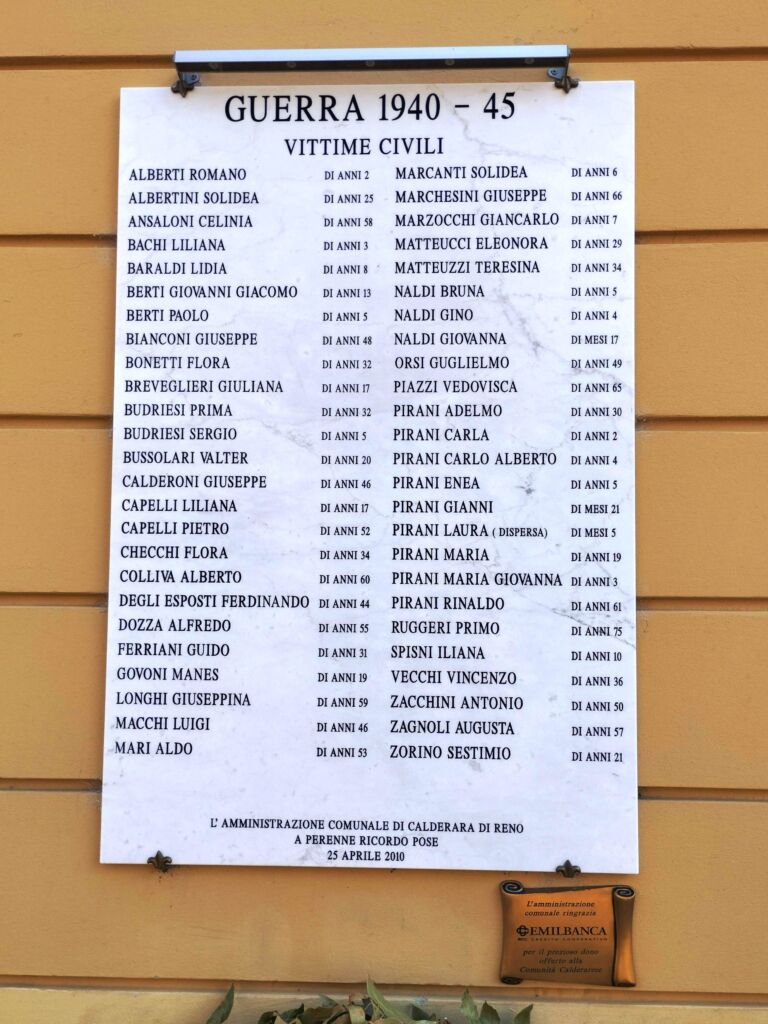 GUERRA 1940 - 45
VITTIME CIVILI
ALBERTI ROMANO DI ANNI 2
ALBERTINI SOLIDEA DI ANNI 25
ANSALONI CELINIA DI ANNI 58
BACHI LILIANA DI ANNI 3
BARALDI LIDIA DI ANNI 8
BERTI GIOVANNI GIACOMO DI ANNI 13
BERTI PAOLO DI ANNI 5
BIANCONI GIUSEPPE DI ANNI 48
BONETTI FLORA DI ANNI 32
BREVEGLIERI GIULIANA DI ANNI 17
BUDRIESI PRIMA DI ANNI 32
BUDRIESI SERGIO DI ANNI 5
BUSSOLARI VALTER DI ANNI 20
CALDERONI GIUSEPPE DI ANNI 46
CAPELLI LILIANA DI ANNI 17
CAPELLI PIETRO DI ANNI 52
CHECCHI FLORA DI ANNI 34
COLLIVA ALBERTO DI ANNI 60
DEGLI ESPOSTI FERDINANDO DI ANNI 44
DOZZA ALFREDO DI ANNI 55
FERRIANI GUIDO DI ANNI 31
GOVONI MANES DI ANNI 19
LONGHI GIUSEPPINA DI ANNI 59
MACCHI LUIGI DI ANNI 46
MARI ALDO DI ANNI 53
MARCANTI SOLIDEA DI ANNI 6
MARCHESINI GIUSEPPE DI ANNI 66
MARZOCCHI GIANCARLO DI ANNI 7
MATTEUCCI ELEONORA DI ANNI 29
MATTEUZZI TERESINA DI ANNI 34
NALDI BRUNA DI ANNI 5
NALDI GINO DI ANNI 4
NALDI GIOVANNA DI MESI 17
ORSI GUGLIELMO DI ANNI 49
PIAZZI VEDOVISCA DI ANNI 65
PIRANI ADELMO DI ANNI 30
PIRANI CARLA DI ANNI 2
PIRANI CARLO ALBERTO DI ANNI 4
PIRANI ENEA DI ANNI 5
PIRANI GIANNI DI MESI 21
PIRANI LAURA ( DISPERSA) DI MESI 5
PIRANI MARIA DI ANNI 19
PIRANI MARIA GIOVANNA DI ANNI 3
PIRANI RINALDO DI ANNI 61
RUGGERI PRIMO DI ANNI 75
SPISNI ILIANA DI ANNI 10
VECCHI VINCENZO DI ANNI 36
ZACCHINI ANTONIO DI ANNI 50
ZAGNOLI AUGUSTA DI ANNI 57
ZORINO SESTIMIO DI ANNI 21
L' AMMINISTRAZIONE COMUNALE DI CALDERARA DI RENO
A PERENNE RICORDO POSE
25 APRILE 2010
L'amministrazione
comunale ringrazia
EMILBANCA
BCC CREDITO COOPERATIVO
per il prezioso dono
offerto alla
Comunità Calderarese